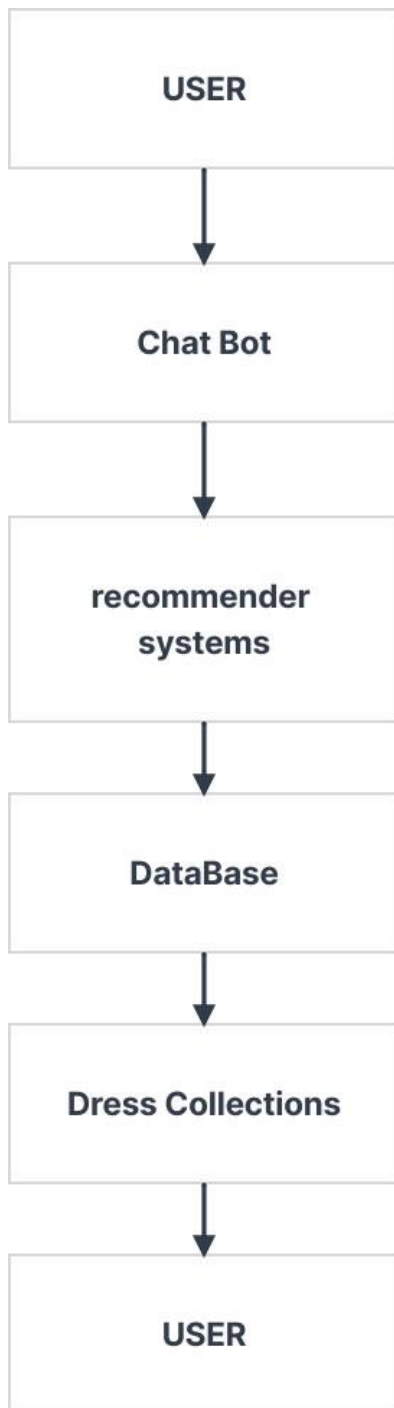 USER
Chat Bot
recommender
systems
DataBase
Dress Collections
USER